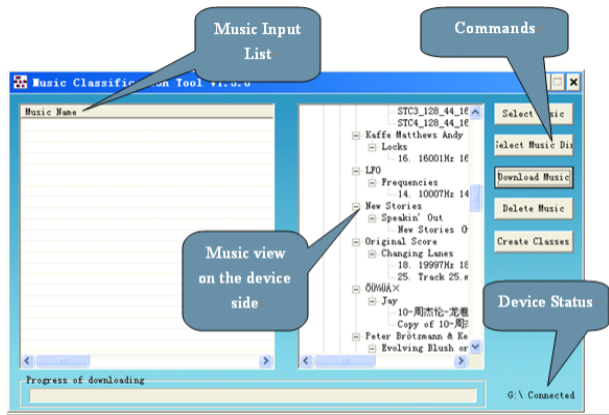 Music Input
List
Commands
Music Classification Tool
Music Name
STC3_128_44_16
STC4_128_44_16
Kaffe Matthews Andy
Locks
16. 16001Hz 16
LFO
Frequencies
14. 10007Hz 14
New Stories
Speakin' Out
New Stories
Original Score
Changing Lanes
18. 19997Hz 18
25. Track 25.
Jay
10-周杰伦-龙卷
Copy of 10-周
Peter Brötzmann & Ke
Evolving Blush or
Select Music
Select Music Dir
Download Music
Delete Music
Create Classes
Music view
on the device
side
Device Status
Progress of downloading
G:\ Connected